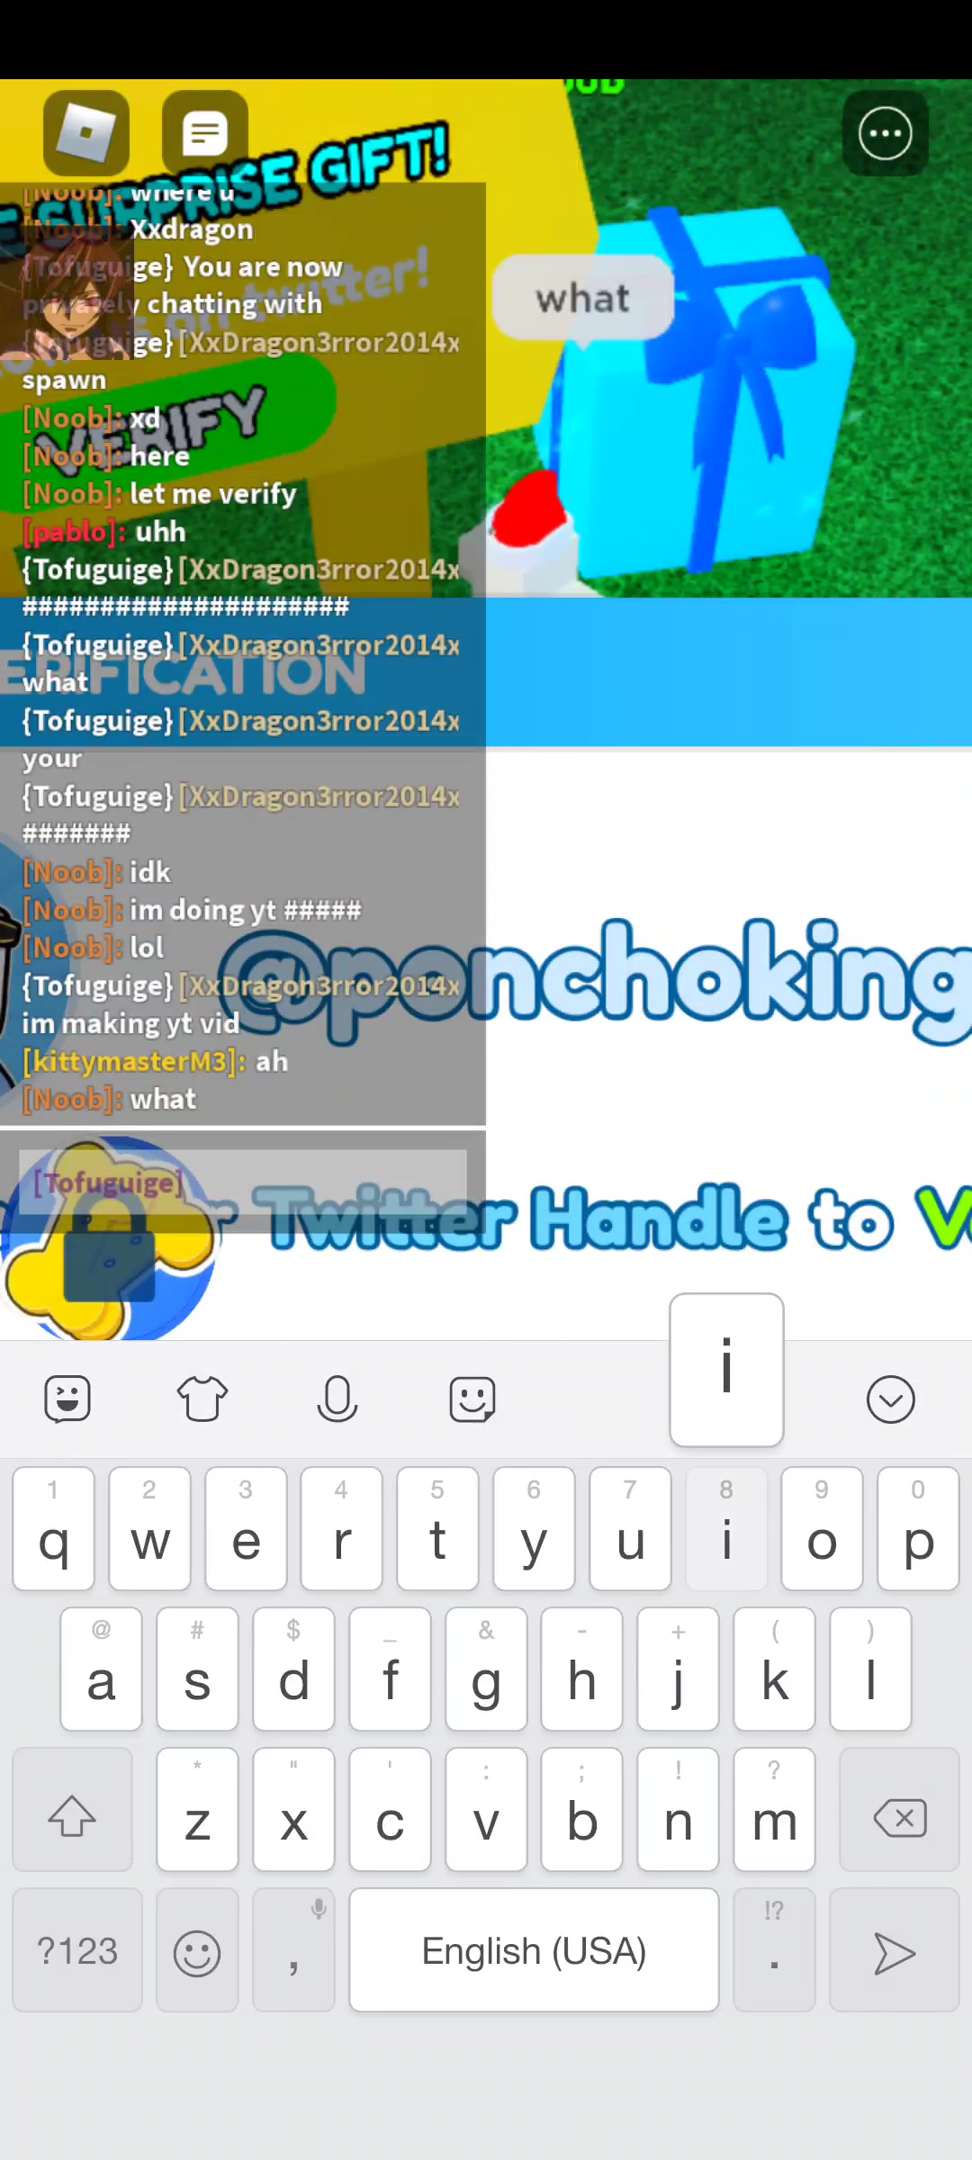 SURPRISE GIFT!
on twitter!
VERIFY
what
[Noob]: where u
[Noob]: Xxdragon
{Tofuguige} You are now
privately chatting with
{Tofuguige} [XxDragon3rror2014x
spawn
[Noob]: xd
[Noob]: here
[Noob]: let me verify
[pablo]: uhh
{Tofuguige} [XxDragon3rror2014x
#####################
{Tofuguige} [XxDragon3rror2014x
what
{Tofuguige} [XxDragon3rror2014x
your
{Tofuguige} [XxDragon3rror2014x
#######
[Noob]: idk
[Noob]: im doing yt #####
[Noob]: lol
{Tofuguige} [XxDragon3rror2014x
im making yt vid
[kittymasterM3]: ah
[Noob]: what
[Tofuguige]
ERIFICATION
@ponchoking
Twitter Handle to V
i
1 2 3 4 5 6 7 8 9 0
q w e r t y u i o p
@ # $ _ & - + ( )
a s d f g h j k l
* " ' : ; ! ?
z x c v b n m
!?
?123 , English (USA) .